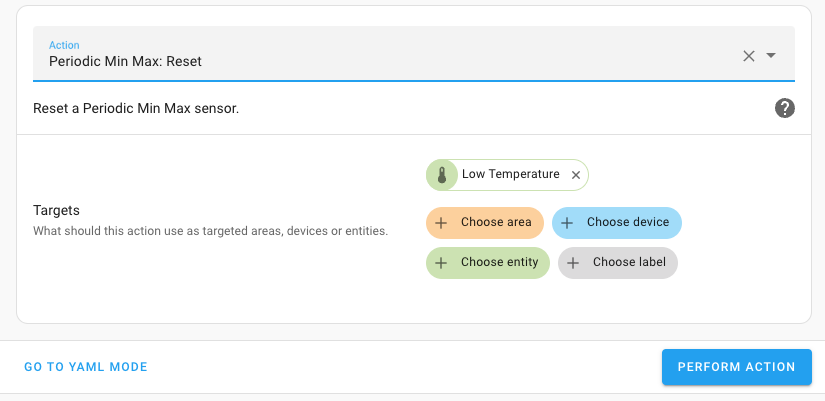 Action
Periodic Min Max: Reset
Reset a Periodic Min Max sensor.
Low Temperature
Targets
What should this action use as targeted areas, devices or entities.
Choose area
Choose device
Choose entity
Choose label
GO TO YAML MODE
PERFORM ACTION